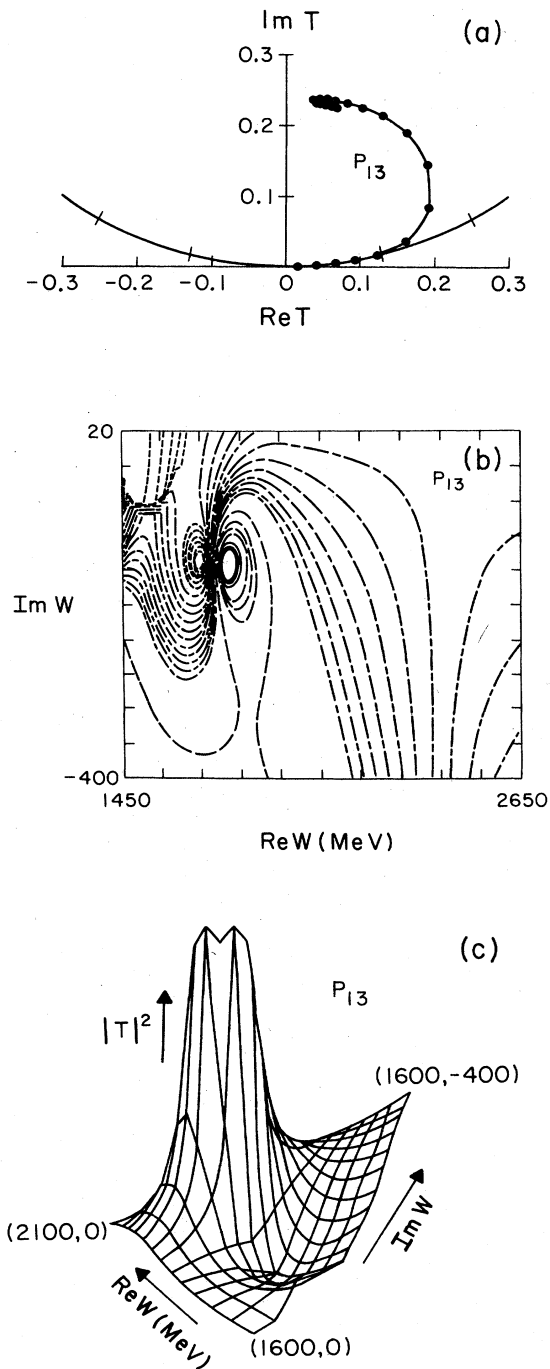 Im T
(a)
0.3
0.2
P13
0.1
-0.3 -0.2 -0.1 0 0.1 0.2 0.3
Re T
20
(b)
P13
Im W
-400
1450 2650
Re W (MeV)
(c)
P13
|T|²
(1600,-400)
(2100,0)
Im W
Re W (MeV)
(1600,0)